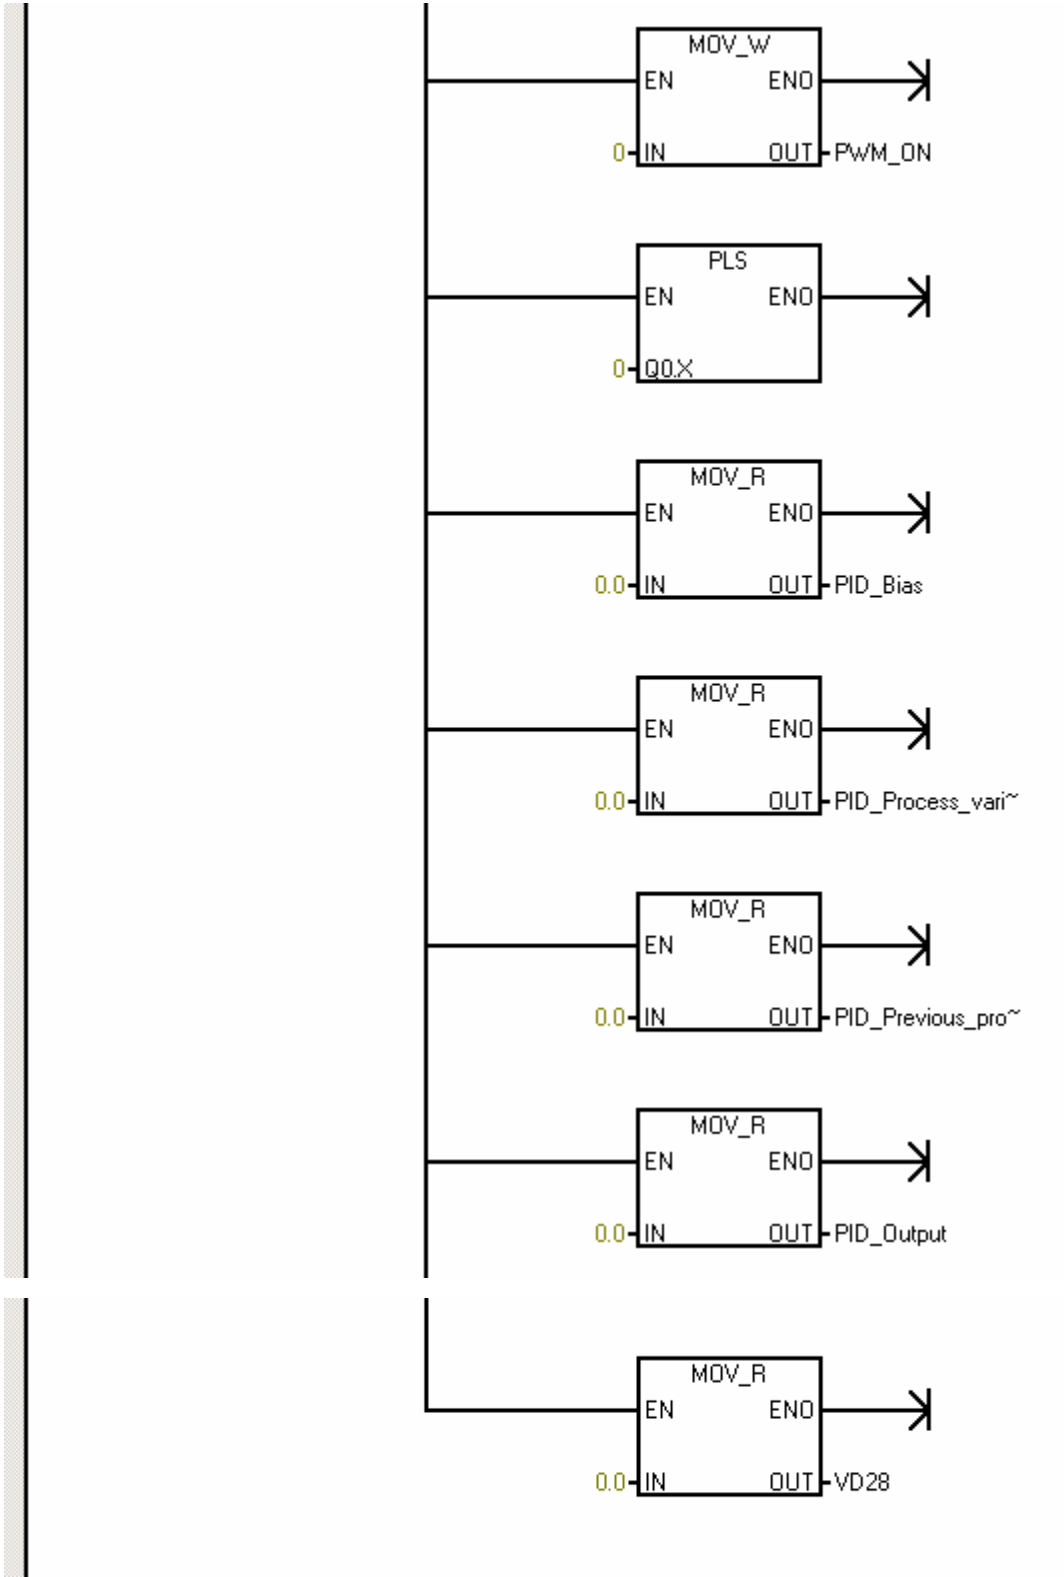 MOV_W
EN ENO
0 IN OUT PWM_ON
PLS
EN ENO
0 Q0.X
MOV_R
EN ENO
0.0 IN OUT PID_Bias
MOV_R
EN ENO
0.0 IN OUT PID_Process_vari~
MOV_R
EN ENO
0.0 IN OUT PID_Previous_pro~
MOV_R
EN ENO
0.0 IN OUT PID_Output
MOV_R
EN ENO
0.0 IN OUT VD28